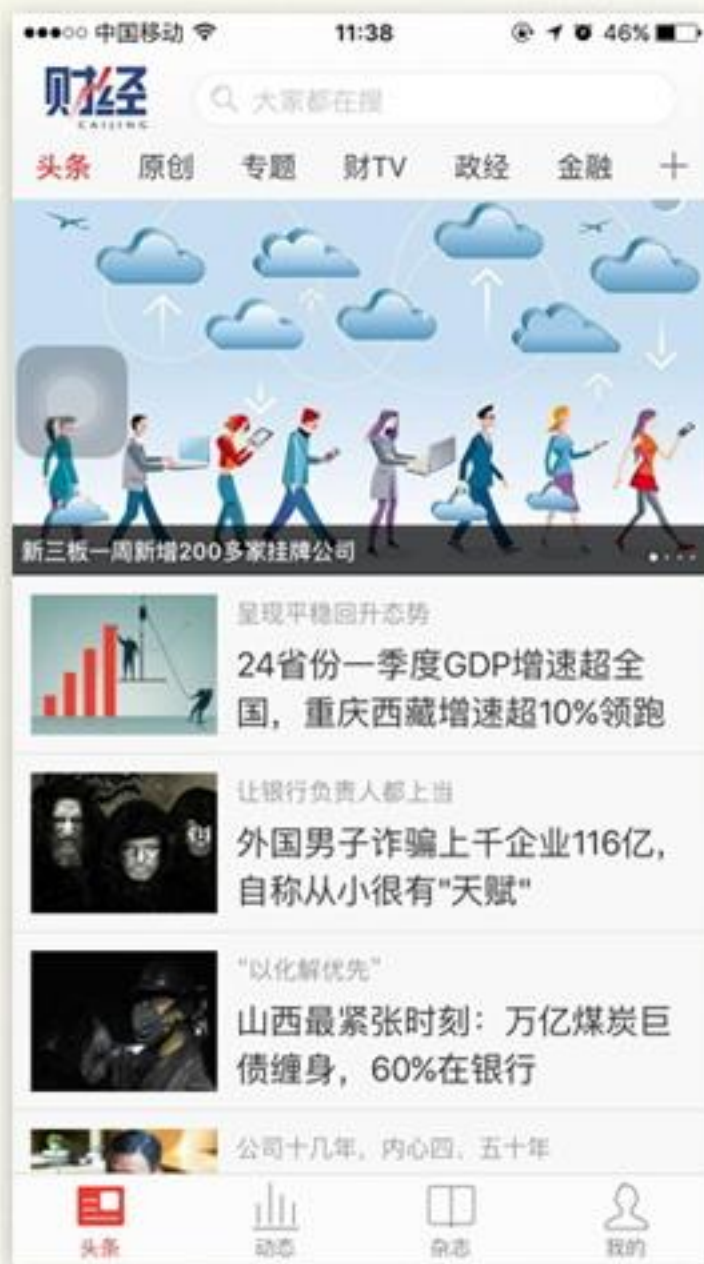 中国移动 11:38 46%
财经
CAIJING
大家都在搜
头条 原创 专题 财TV 政经 金融
新三板一周新增200多家挂牌公司
呈现平稳回升态势
24省份一季度GDP增速超全
国，重庆西藏增速超10%领跑
让银行负责人都上当
外国男子诈骗上千企业116亿，
自称从小很有"天赋"
"以化解优先"
山西最紧张时刻：万亿煤炭巨
债缠身，60%在银行
公司十几年，内心四、五十年
头条 动态 杂志 我的